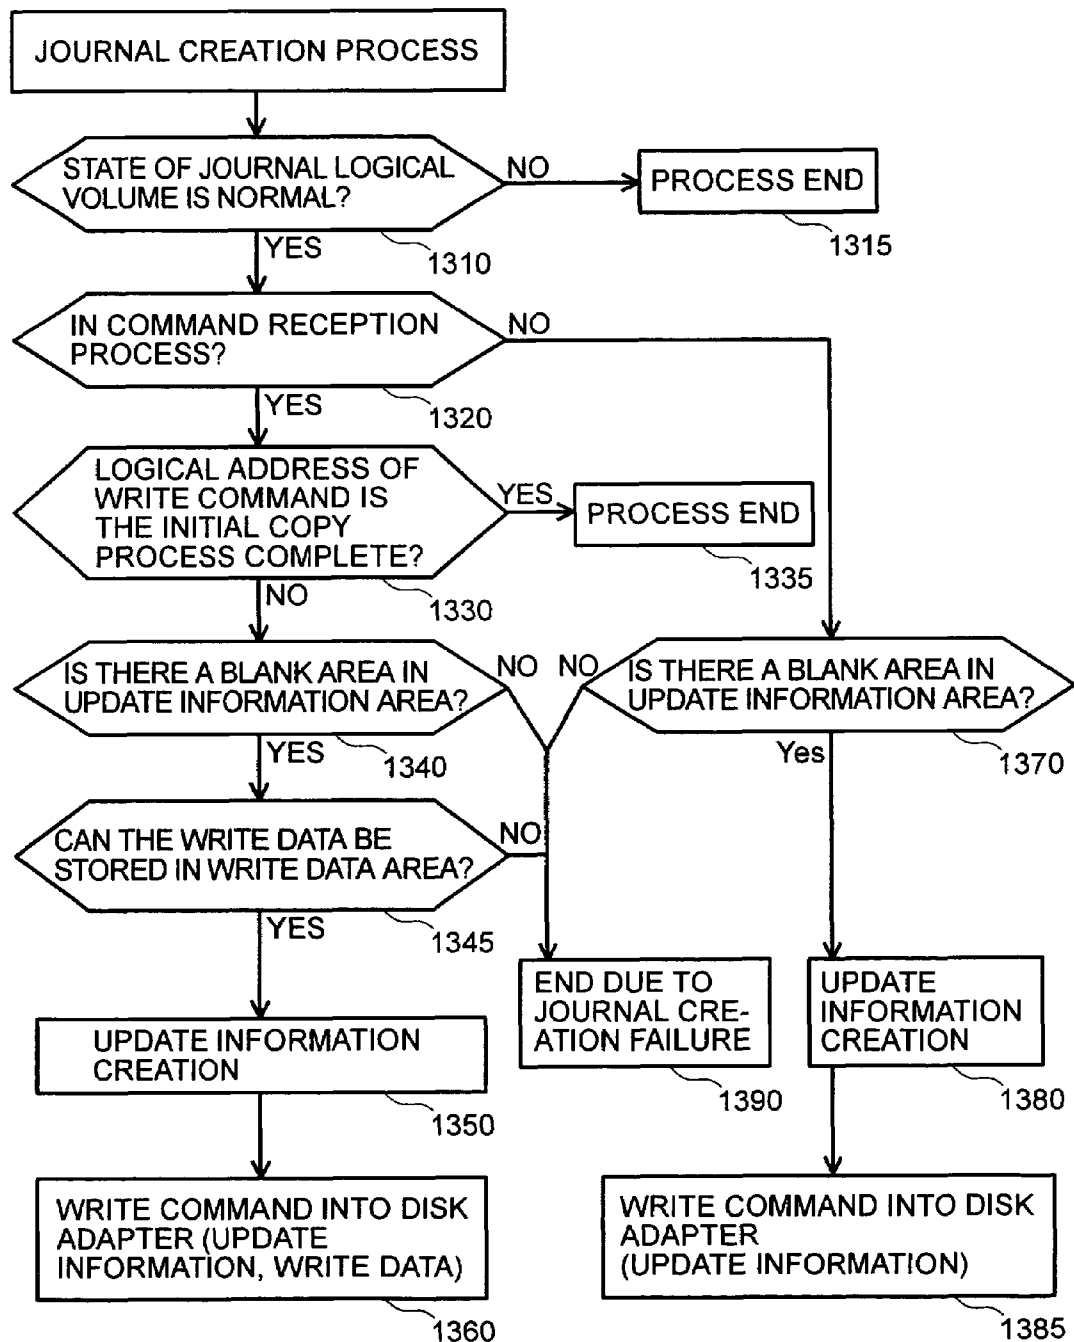 JOURNAL CREATION PROCESS
STATE OF JOURNAL LOGICAL
VOLUME IS NORMAL?
NO
PROCESS END
1315
YES
1310
IN COMMAND RECEPTION
PROCESS?
NO
YES
1320
LOGICAL ADDRESS OF
WRITE COMMAND IS
THE INITIAL COPY
PROCESS COMPLETE?
YES
PROCESS END
1335
NO
1330
IS THERE A BLANK AREA IN
UPDATE INFORMATION AREA?
NO
NO
IS THERE A BLANK AREA IN
UPDATE INFORMATION AREA?
YES
1340
Yes
1370
CAN THE WRITE DATA BE
STORED IN WRITE DATA AREA?
NO
YES
1345
END DUE TO
JOURNAL CRE-
ATION FAILURE
1390
UPDATE
INFORMATION
CREATION
1380
UPDATE INFORMATION
CREATION
1350
WRITE COMMAND INTO DISK
ADAPTER (UPDATE
INFORMATION, WRITE DATA)
1360
WRITE COMMAND INTO DISK
ADAPTER
(UPDATE INFORMATION)
1385